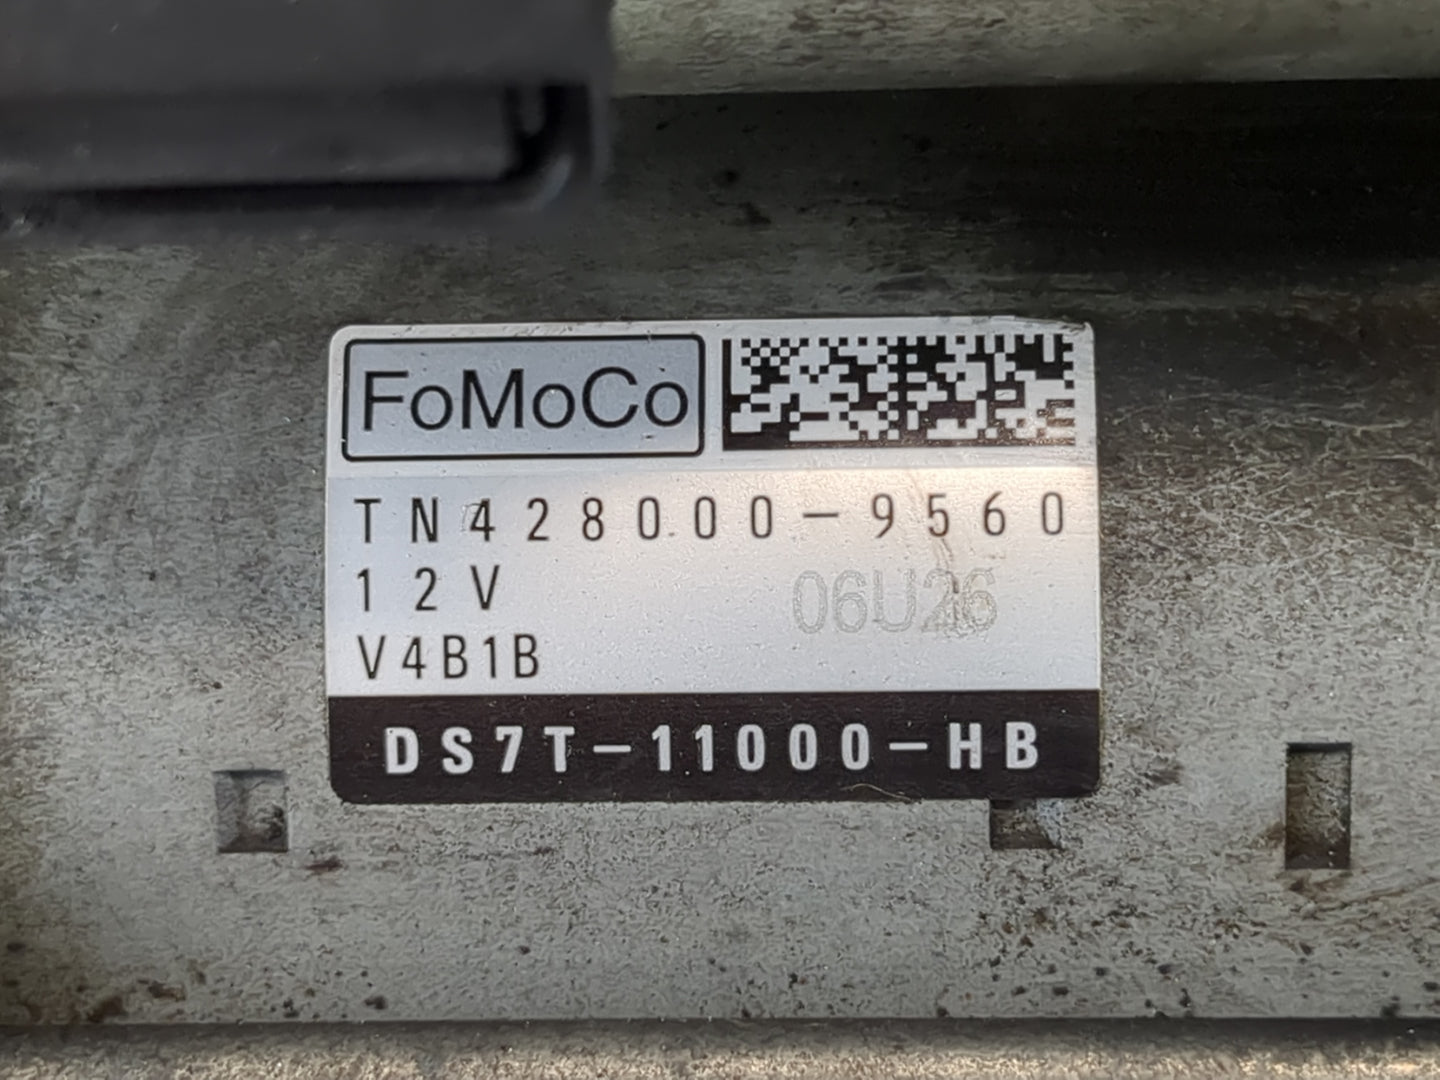 FoMoCo
TN428000-9560
12V 06U26
V4B1B
DS7T-11000-HB